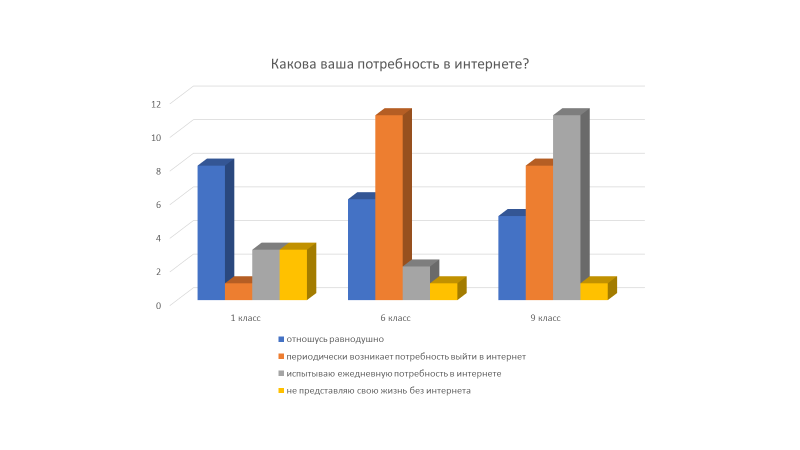 Какова ваша потребность в интернете?
12
10
8
6
4
2
0
1 класс 6 класс 9 класс
отношусь равнодушно
периодически возникает потребность выйти в интернет
испытываю ежедневную потребность в интернете
не представляю свою жизнь без интернета